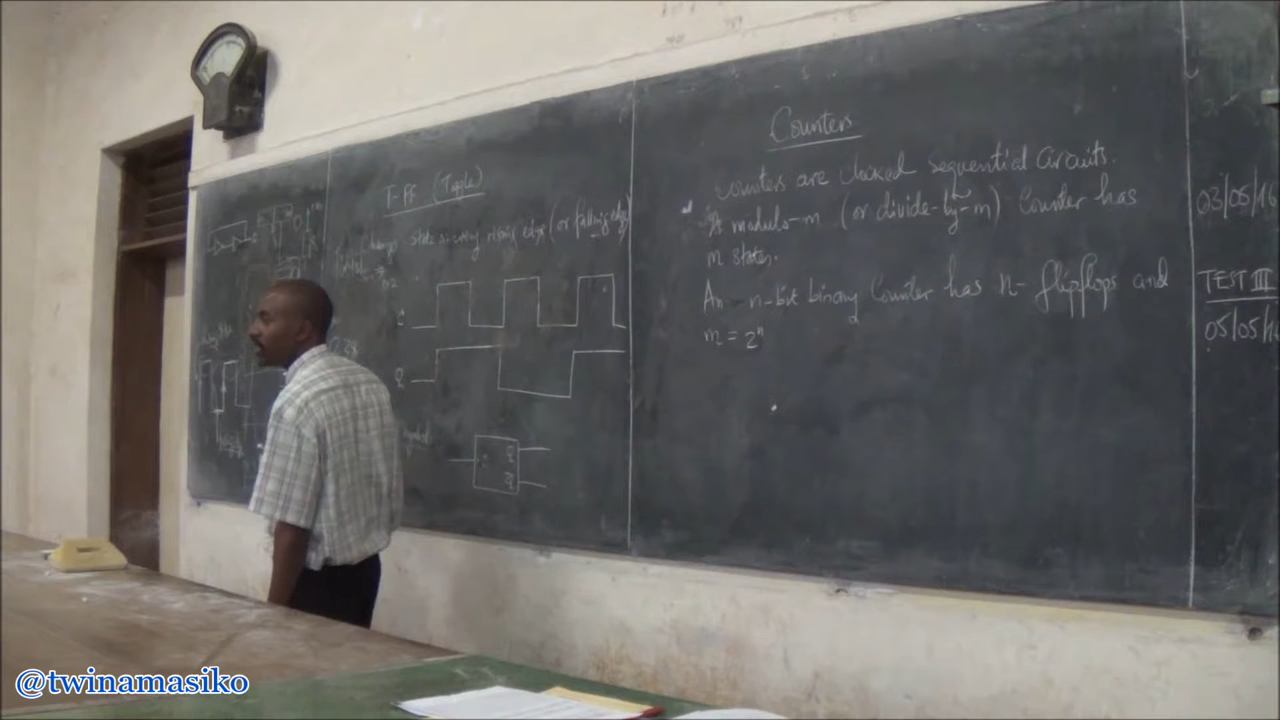 T-FF (Toggle)
state on every rising edge (or falling edge)
C
Q
Q
Q
Counters
Counters are clocked sequential Circuits.
A modulo-m (or divide-by-m) Counter has
m states.
An n-bit binary Counter has n- flipflops and
m = 2ⁿ
03/05/16
TEST III
05/05/1
@twinamasiko